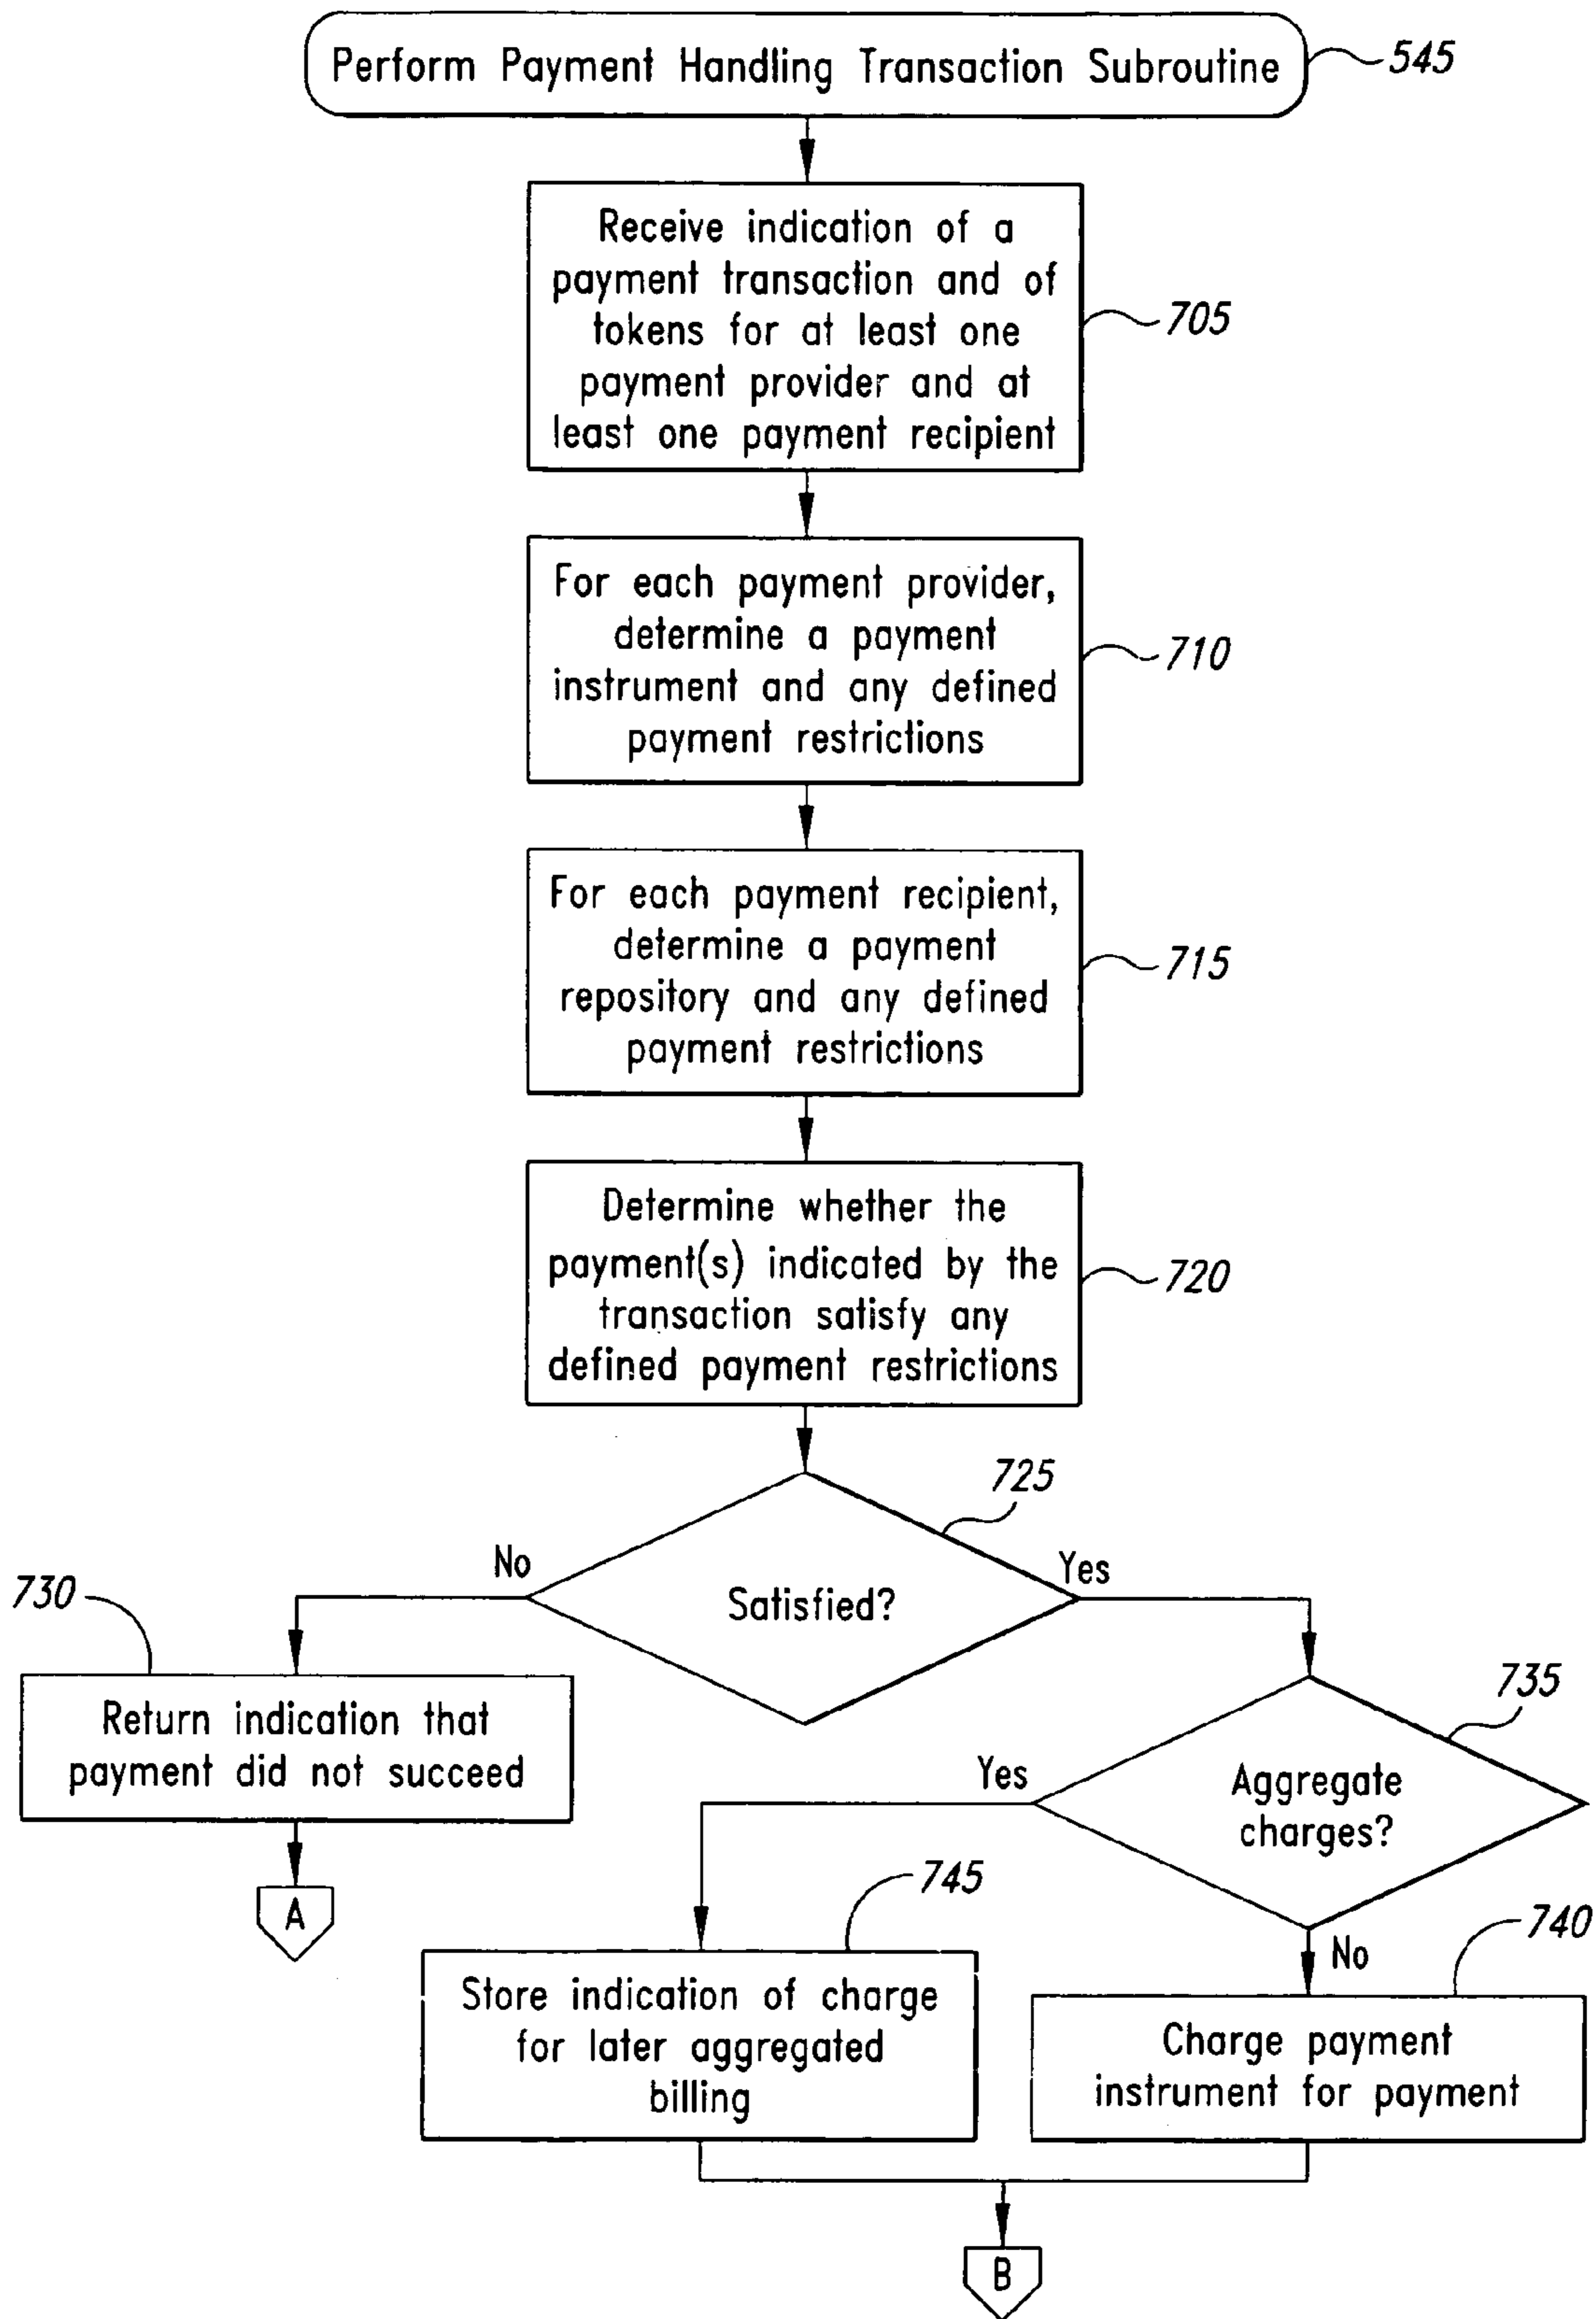 Perform Payment Handling Transaction Subroutine
545
Receive indication of a
payment transaction and of
tokens for at least one
payment provider and at
least one payment recipient
705
For each payment provider,
determine a payment
instrument and any defined
payment restrictions
710
For each payment recipient,
determine a payment
repository and any defined
payment restrictions
715
Determine whether the
payment(s) indicated by the
transaction satisfy any
defined payment restrictions
720
725
No
Satisfied?
Yes
730
Return indication that
payment did not succeed
A
735
Yes
Aggregate
charges?
745
No
740
Store indication of charge
for later aggregated
billing
Charge payment
instrument for payment
B